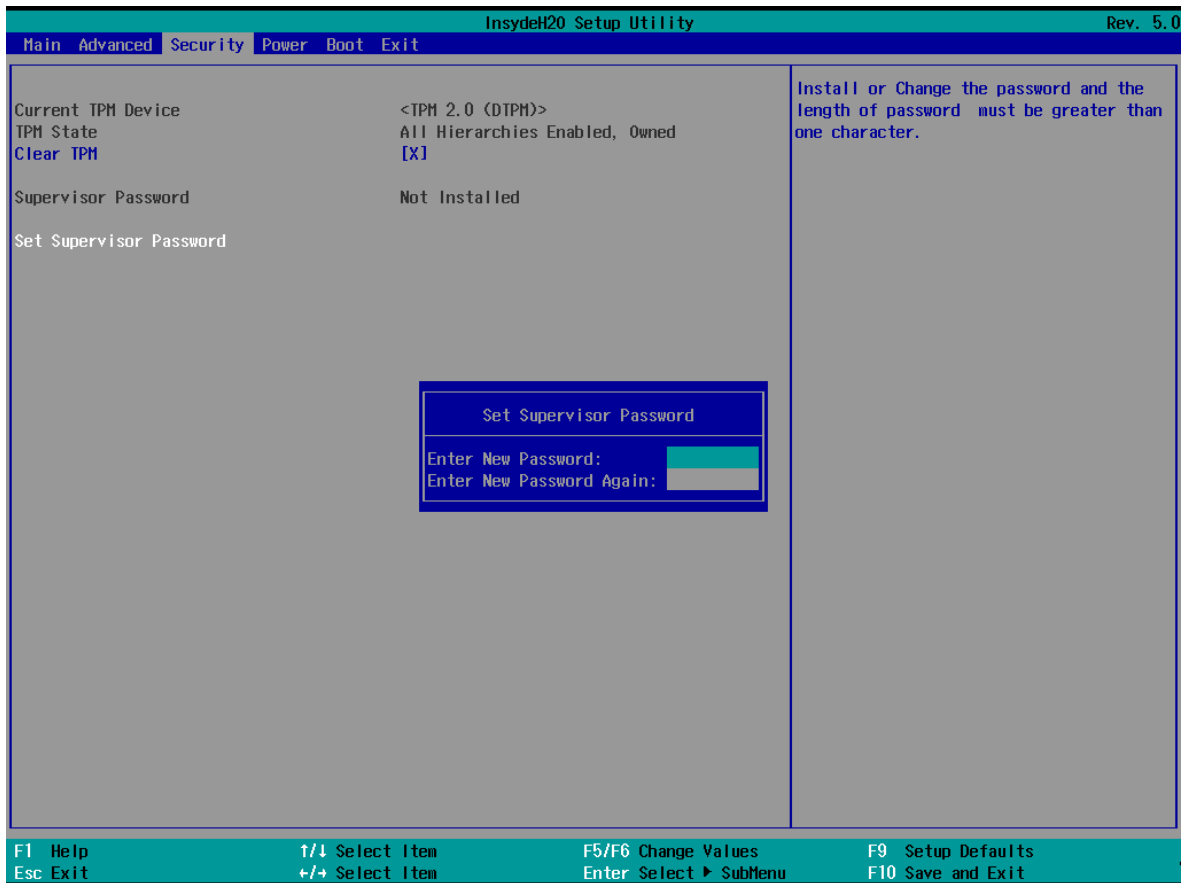 InsydeH20 Setup Utility Rev. 5.0
Main Advanced Security Power Boot Exit
Current TPM Device <TPM 2.0 (DTPM)>
TPM State All Hierarchies Enabled, Owned
Clear TPM [X]
Supervisor Password Not Installed
Set Supervisor Password
Install or Change the password and the
length of password must be greater than
one character.
Set Supervisor Password
Enter New Password:
Enter New Password Again:
F1 Help ↑/↓ Select Item F5/F6 Change Values F9 Setup Defaults
Esc Exit ←/→ Select Item Enter Select ▶ SubMenu F10 Save and Exit